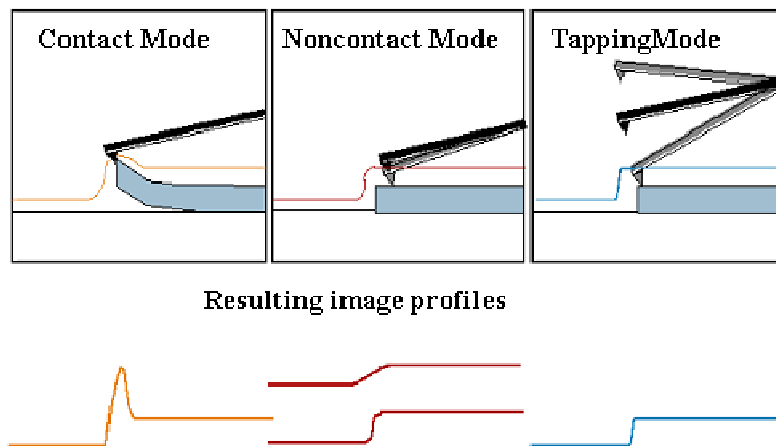 Contact Mode
Noncontact Mode
TappingMode
Resulting image profiles